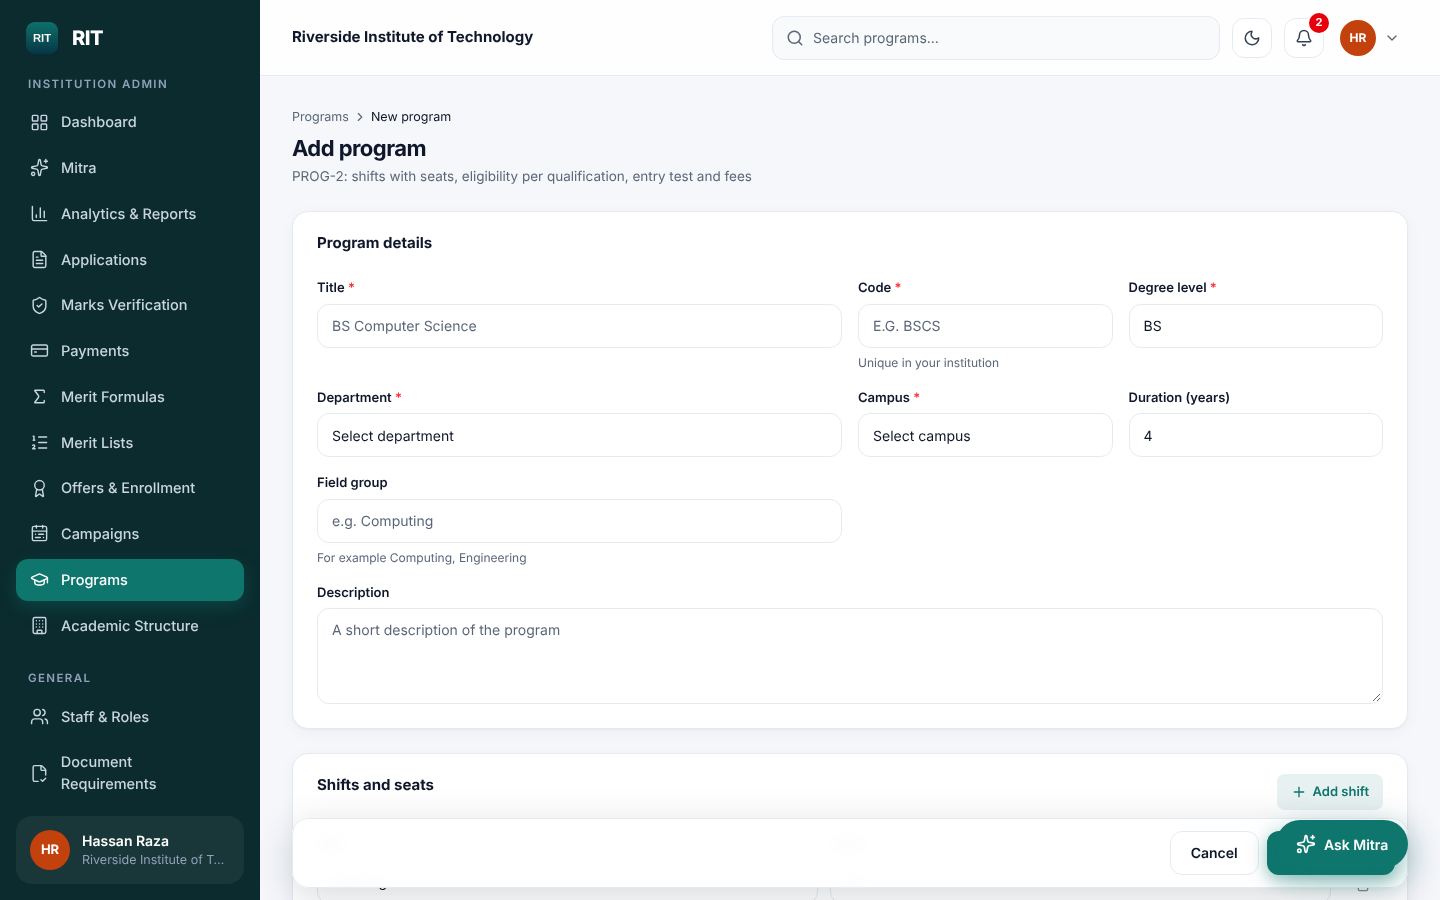 RIT
RIT
INSTITUTION ADMIN
Dashboard
Mitra
Analytics & Reports
Applications
Marks Verification
Payments
Merit Formulas
Merit Lists
Offers & Enrollment
Campaigns
Programs
Academic Structure
GENERAL
Staff & Roles
Document
Requirements
HR
Hassan Raza
Riverside Institute of T...
Riverside Institute of Technology
Search programs...
2
HR
Programs > New program
Add program
PROG-2: shifts with seats, eligibility per qualification, entry test and fees
Program details
Title *
Code *
Degree level *
BS Computer Science
E.G. BSCS
BS
Unique in your institution
Department *
Campus *
Duration (years)
Select department
Select campus
4
Field group
e.g. Computing
For example Computing, Engineering
Description
A short description of the program
Shifts and seats
+ Add shift
Cancel
Ask Mitra